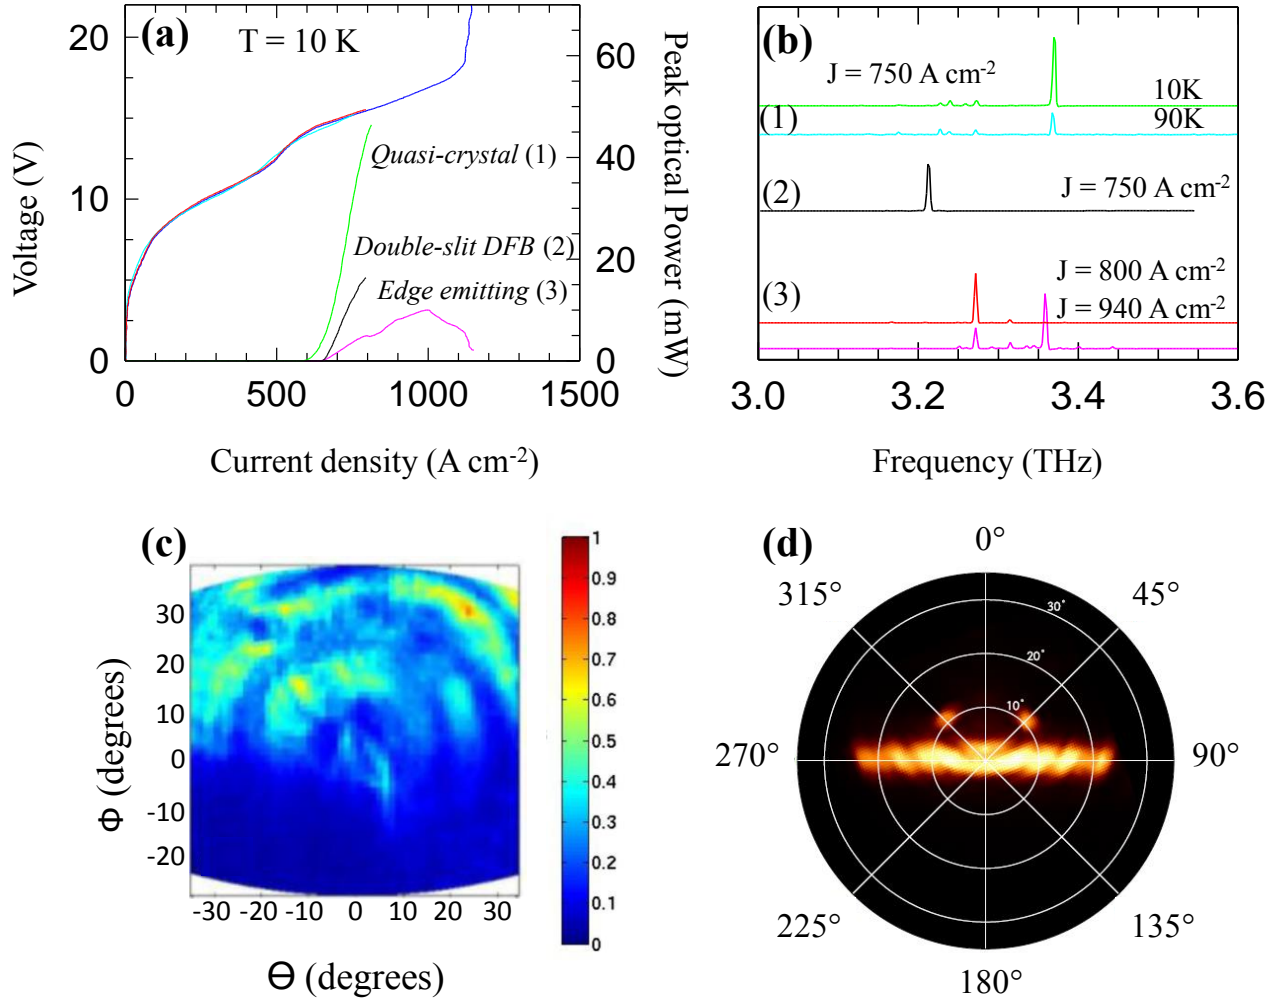 (a)
T = 10 K
20
10
0
Voltage (V)
60
40
20
0
Peak optical Power (mW)
Quasi-crystal (1)
Double-slit DFB (2)
Edge emitting (3)
0
500
1000
1500
Current density (A cm-2)
(b)
J = 750 A cm-2
10K
(1)
90K
(2)
J = 750 A cm-2
J = 800 A cm-2
(3)
J = 940 A cm-2
3.0
3.2
3.4
3.6
Frequency (THz)
(c)
30
20
10
0
-10
-20
Φ (degrees)
-30 -20 -10 0 10 20 30
Θ (degrees)
1
0.9
0.8
0.7
0.6
0.5
0.4
0.3
0.2
0.1
0
(d)
0°
315°
45°
30°
20°
10°
270°
90°
225°
135°
180°